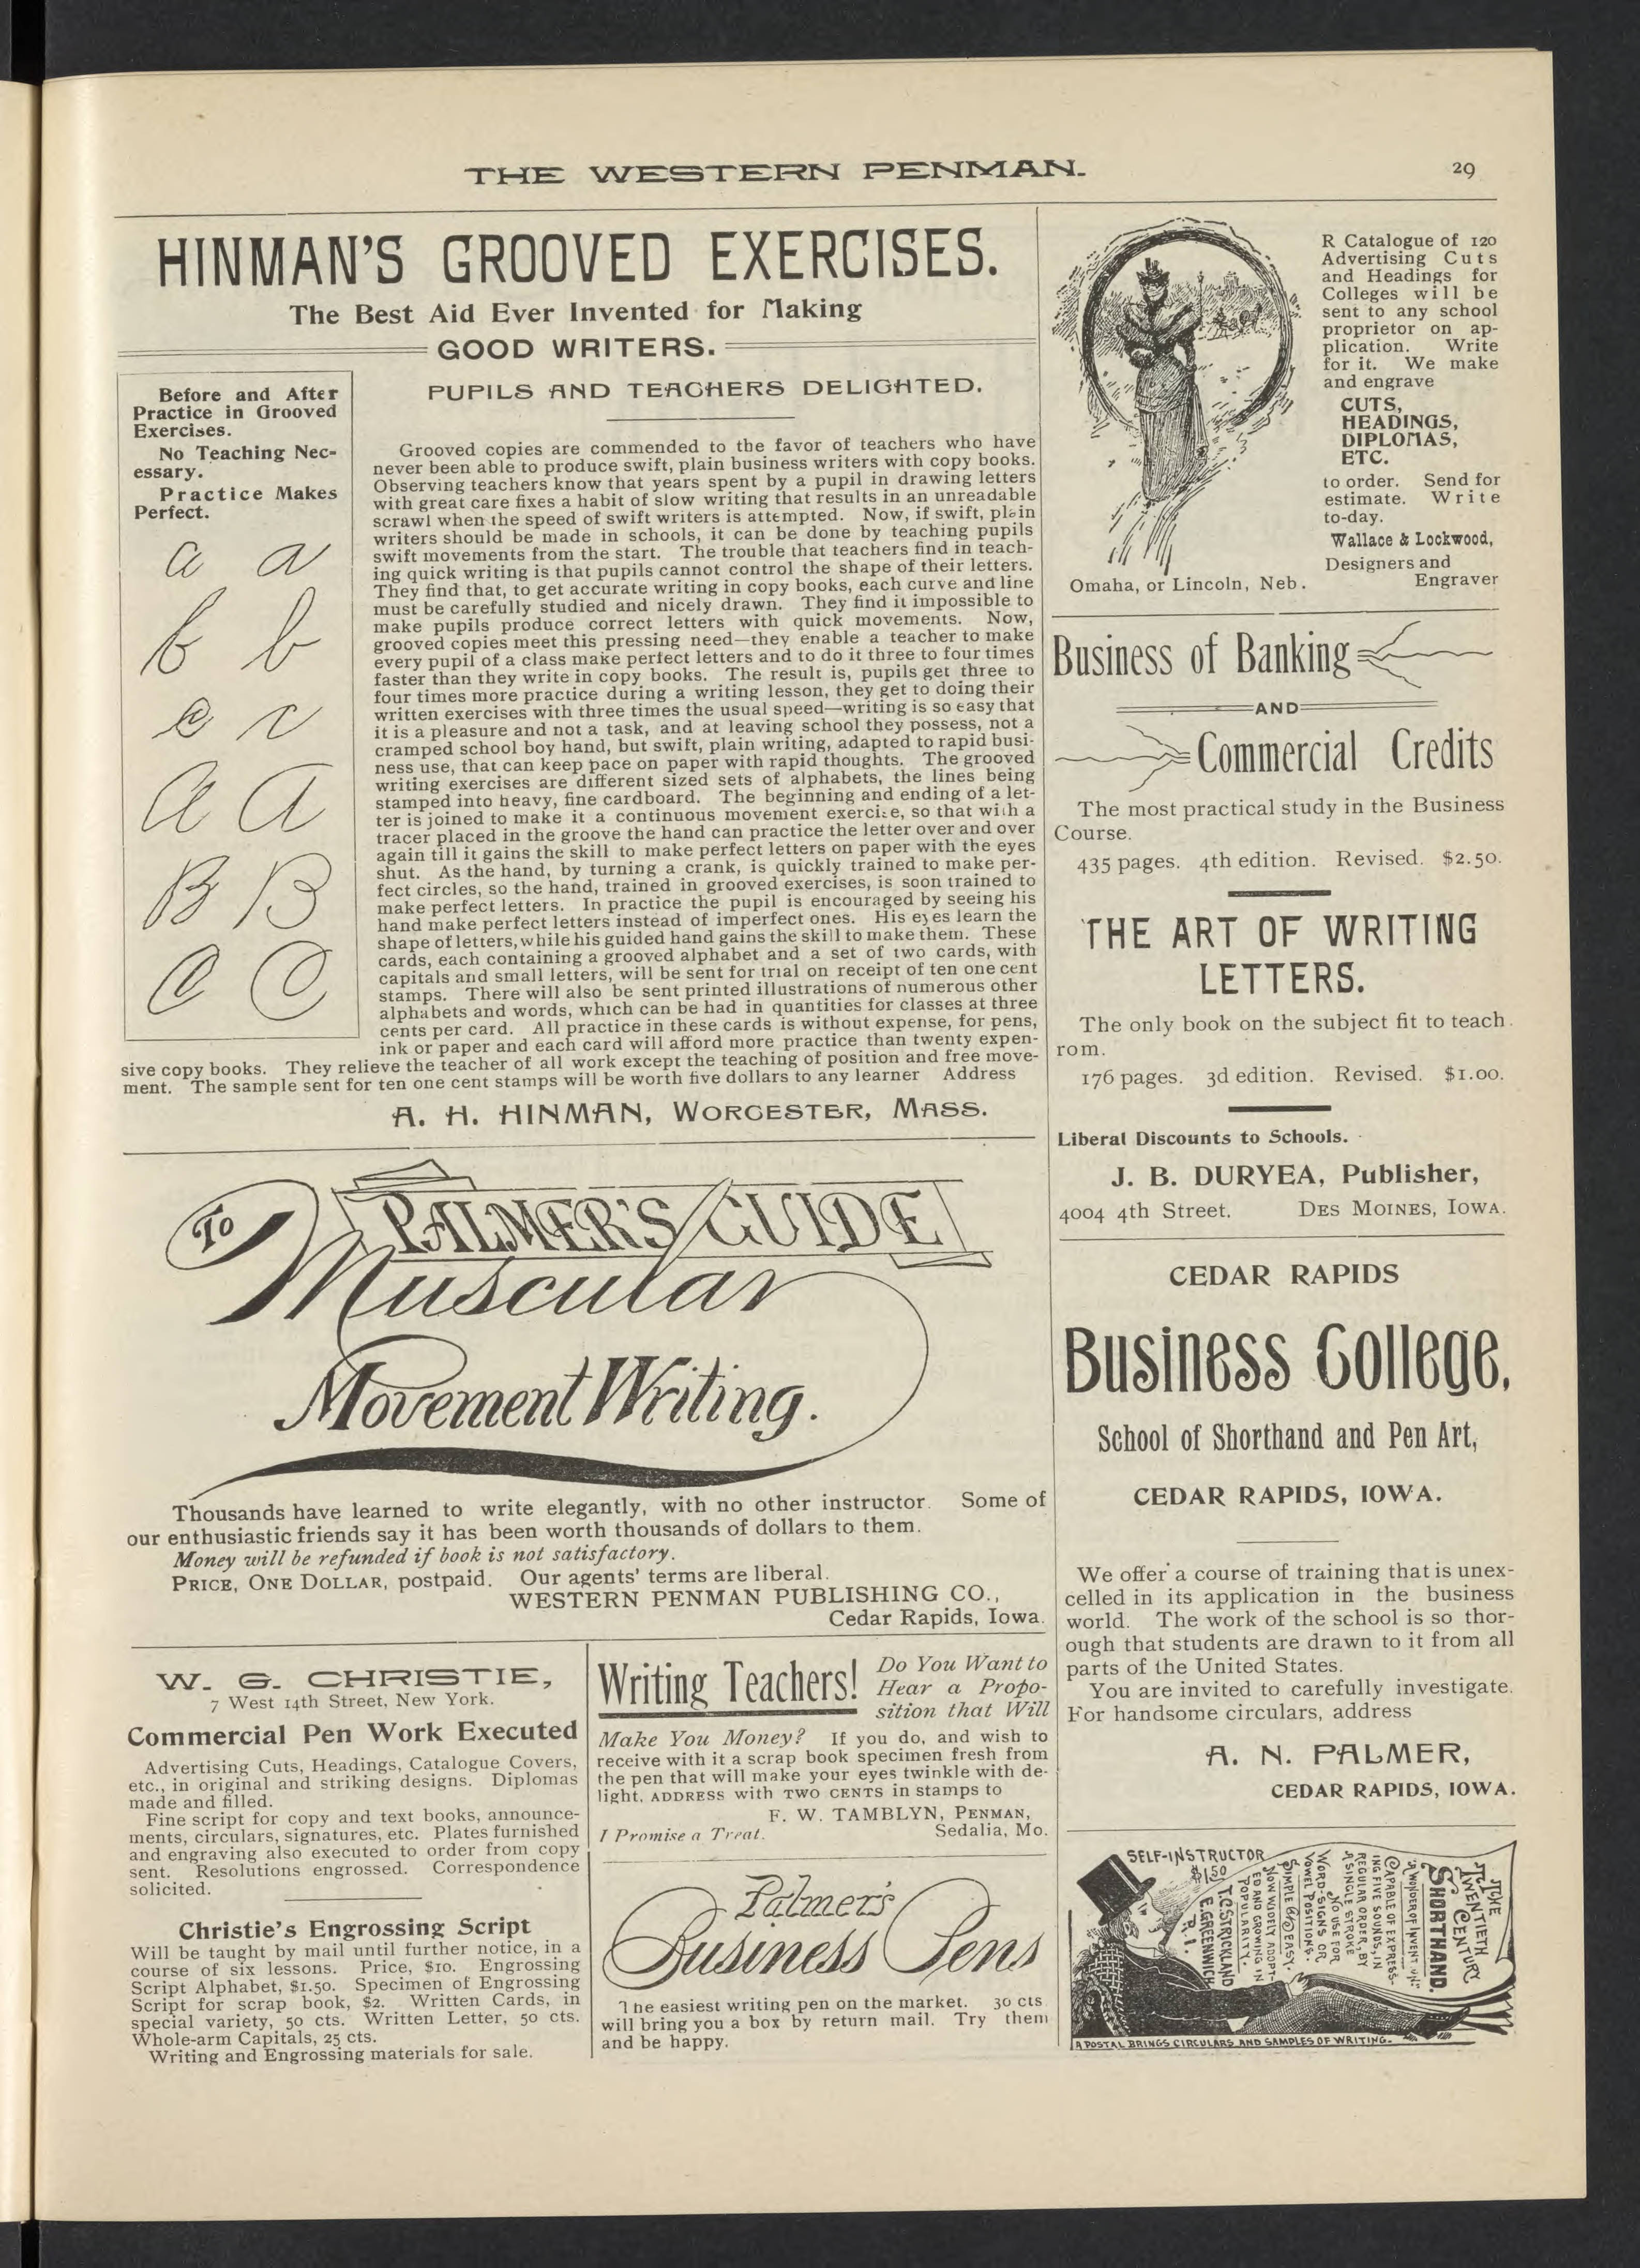 THE WESTERN PENMAN.
29
HINMAN'S GROOVED EXERCISES.
The Best Aid Ever Invented for Making
GOOD WRITERS.
Before and After
Practice in Grooved
Exercises.
No Teaching Nec-
essary.
Practice Makes
Perfect.
a a
b b
c c
A A
B B
C C
PUPILS AND TEACHERS DELIGHTED.
Grooved copies are commended to the favor of teachers who have
never been able to produce swift, plain business writers with copy books.
Observing teachers know that years spent by a pupil in drawing letters
with great care fixes a habit of slow writing that results in an unreadable
scrawl when the speed of swift writers is attempted. Now, if swift, plain
writers should be made in schools, it can be done by teaching pupils
swift movements from the start. The trouble that teachers find in teach-
ing quick writing is that pupils cannot control the shape of their letters.
They find that, to get accurate writing in copy books, each curve and line
must be carefully studied and nicely drawn. They find it impossible to
make pupils produce correct letters with quick movements. Now,
grooved copies meet this pressing need—they enable a teacher to make
every pupil of a class make perfect letters and to do it three to four times
faster than they write in copy books. The result is, pupils get three to
four times more practice during a writing lesson, they get to doing their
written exercises with three times the usual speed—writing is so easy that
it is a pleasure and not a task, and at leaving school they possess, not a
cramped school boy hand, but swift, plain writing, adapted to rapid busi-
ness use, that can keep pace on paper with rapid thoughts. The grooved
writing exercises are different sized sets of alphabets, the lines being
stamped into heavy, fine cardboard. The beginning and ending of a let-
ter is joined to make it a continuous movement exercise, so that with a
tracer placed in the groove the hand can practice the letter over and over
again till it gains the skill to make perfect letters on paper with the eyes
shut. As the hand, by turning a crank, is quickly trained to make per-
fect circles, so the hand, trained in grooved exercises, is soon trained to
make perfect letters. In practice the pupil is encouraged by seeing his
hand make perfect letters instead of imperfect ones. His eyes learn the
shape of letters, while his guided hand gains the skill to make them. These
cards, each containing a grooved alphabet and a set of two cards, with
capitals and small letters, will be sent for trial on receipt of ten one cent
stamps. There will also be sent printed illustrations of numerous other
alphabets and words, which can be had in quantities for classes at three
cents per card. All practice in these cards is without expense, for pens,
ink or paper and each card will afford more practice than twenty expen-
sive copy books. They relieve the teacher of all work except the teaching of position and free move-
ment. The sample sent for ten one cent stamps will be worth five dollars to any learner Address
A. H. HINMAN, WORCESTER, MASS.
PALMER'S GUIDE
To
Muscular
Movement Writing.
Thousands have learned to write elegantly, with no other instructor. Some of
our enthusiastic friends say it has been worth thousands of dollars to them.
Money will be refunded if book is not satisfactory.
PRICE, ONE DOLLAR, postpaid. Our agents' terms are liberal.
WESTERN PENMAN PUBLISHING CO.,
Cedar Rapids, Iowa.
W. G. CHRISTIE,
7 West 14th Street, New York.
Commercial Pen Work Executed
Advertising Cuts, Headings, Catalogue Covers,
etc., in original and striking designs. Diplomas
made and filled.
Fine script for copy and text books, announce-
ments, circulars, signatures, etc. Plates furnished
and engraving also executed to order from copy
sent. Resolutions engrossed. Correspondence
solicited.
Christie's Engrossing Script
Will be taught by mail until further notice, in a
course of six lessons. Price, $10. Engrossing
Script Alphabet, $1.50. Specimen of Engrossing
Script for scrap book, $2. Written Cards, in
special variety, 50 cts. Written Letter, 50 cts.
Whole-arm Capitals, 25 cts.
Writing and Engrossing materials for sale.
Writing Teachers!
Do You Want to
Hear a Propo-
sition that Will
Make You Money? If you do, and wish to
receive with it a scrap book specimen fresh from
the pen that will make your eyes twinkle with de-
light, ADDRESS with TWO CENTS in stamps to
F. W. TAMBLYN, PENMAN,
I Promise a Treat. Sedalia, Mo.
Palmer's
Business Pens
The easiest writing pen on the market. 30 cts
will bring you a box by return mail. Try them
and be happy.
R Catalogue of 120
Advertising Cuts
and Headings for
Colleges will be
sent to any school
proprietor on ap-
plication. Write
for it. We make
and engrave
CUTS,
HEADINGS,
DIPLOMAS,
ETC.
to order. Send for
estimate. Write
to-day.
Wallace & Lockwood,
Designers and
Engraver
Omaha, or Lincoln, Neb.
Business of Banking
AND
Commercial Credits
The most practical study in the Business
Course.
435 pages. 4th edition. Revised. $2.50.
THE ART OF WRITING
LETTERS.
The only book on the subject fit to teach
rom.
176 pages. 3d edition. Revised. $1.00.
Liberal Discounts to Schools.
J. B. DURYEA, Publisher,
4004 4th Street. DES MOINES, IOWA.
CEDAR RAPIDS
Business College,
School of Shorthand and Pen Art,
CEDAR RAPIDS, IOWA.
We offer a course of training that is unex-
celled in its application in the business
world. The work of the school is so thor-
ough that students are drawn to it from all
parts of the United States.
You are invited to carefully investigate.
For handsome circulars, address
A. N. PALMER,
CEDAR RAPIDS, IOWA.
THE
TWENTIETH
CENTURY
SHORTHAND.
"A WONDER OF INVENTION"
CAPABLE OF EXPRESS-
ING FIVE SOUNDS, IN
REGULAR ORDER, BY
A SINGLE STROKE
NO USE FOR
WORD-SIGNS OR
VOWEL POSITIONS.
SIMPLE & EASY.
NOW WIDELY ADOPT-
ED AND GROWING IN
POPULARITY.
T.C. STRICKLAND
E. GREENWICH
R. I.
SELF-INSTRUCTOR
$1.50
A POSTAL BRINGS CIRCULARS AND SAMPLES OF WRITING.